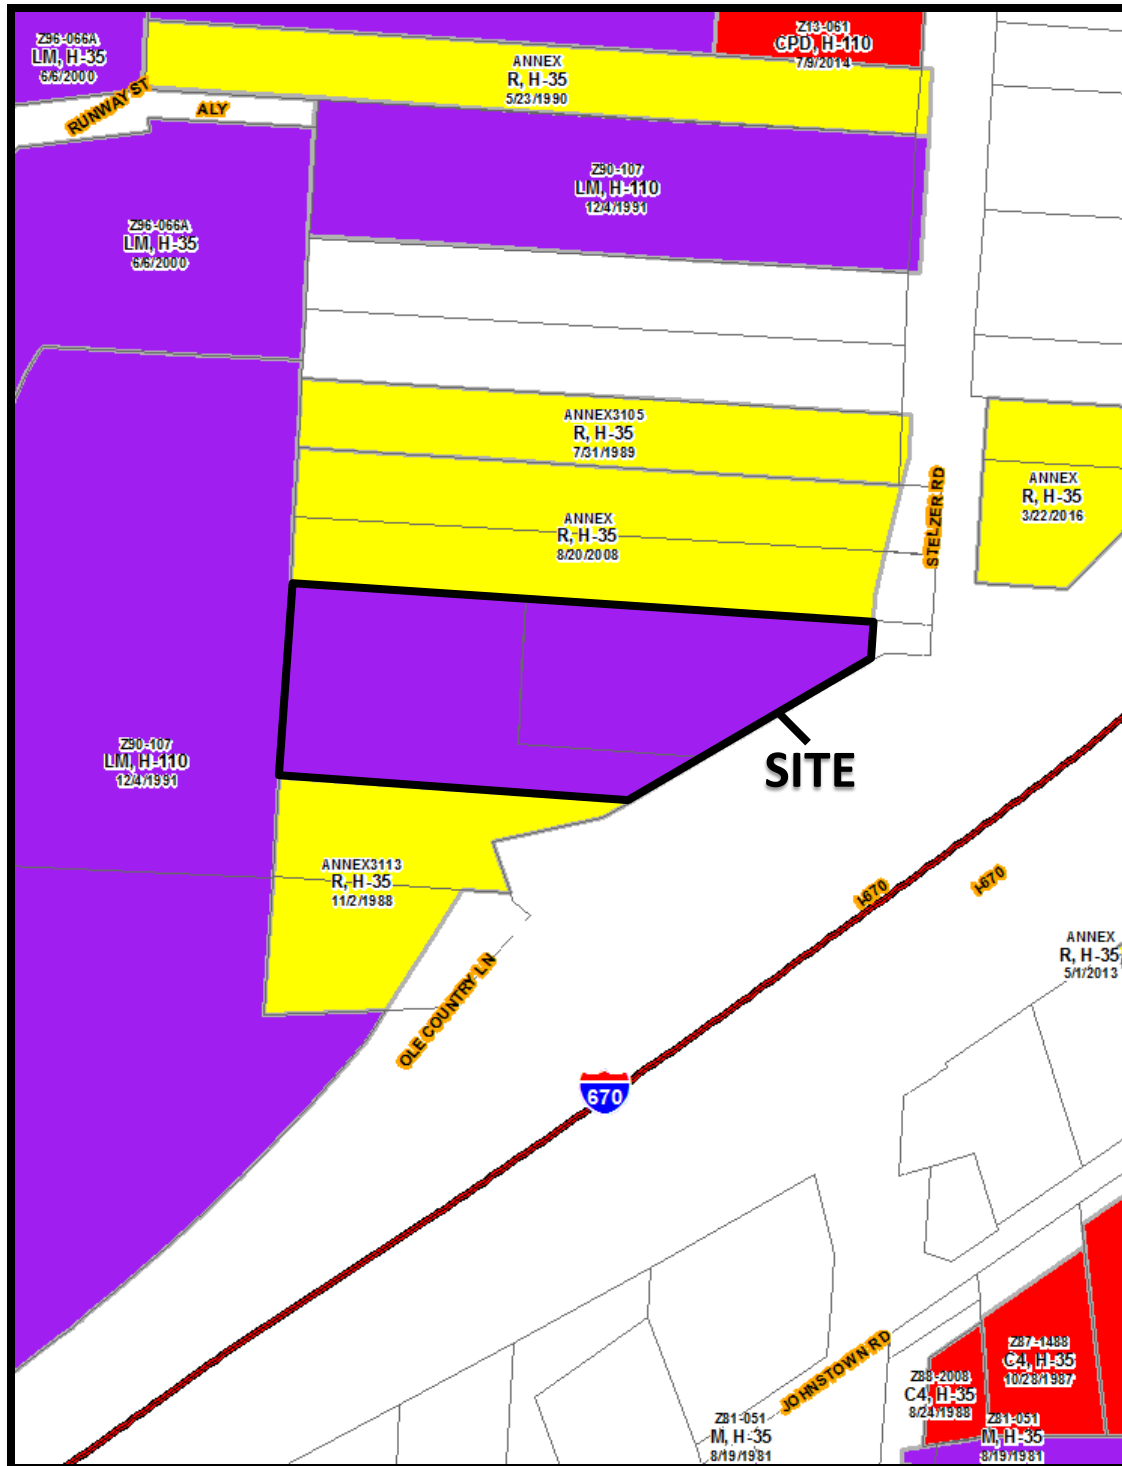 Z96-066A
LM, H-35
6/6/2000
Z13-061
CPD, H-110
7/9/2014
ANNEX
R, H-35
5/23/1990
RUNWAY ST
ALY
Z90-107
LM, H-110
12/4/1991
Z96-066A
LM, H-35
6/6/2000
ANNEX3105
R, H-35
7/31/1989
STELZER RD
ANNEX
R, H-35
3/22/2016
ANNEX
R, H-35
8/20/2008
SITE
Z90-107
LM, H-110
12/4/1991
ANNEX3113
R, H-35
11/2/1988
I-670
I-670
ANNEX
R, H-35
5/1/2013
OLE COUNTRY LN
670
JOHNSTOWN RD
Z87-1488
C4, H-35
10/28/1987
Z88-2008
C4, H-35
8/24/1988
Z81-051
M, H-35
8/19/1981
Z81-051
M, H-35
8/19/1981